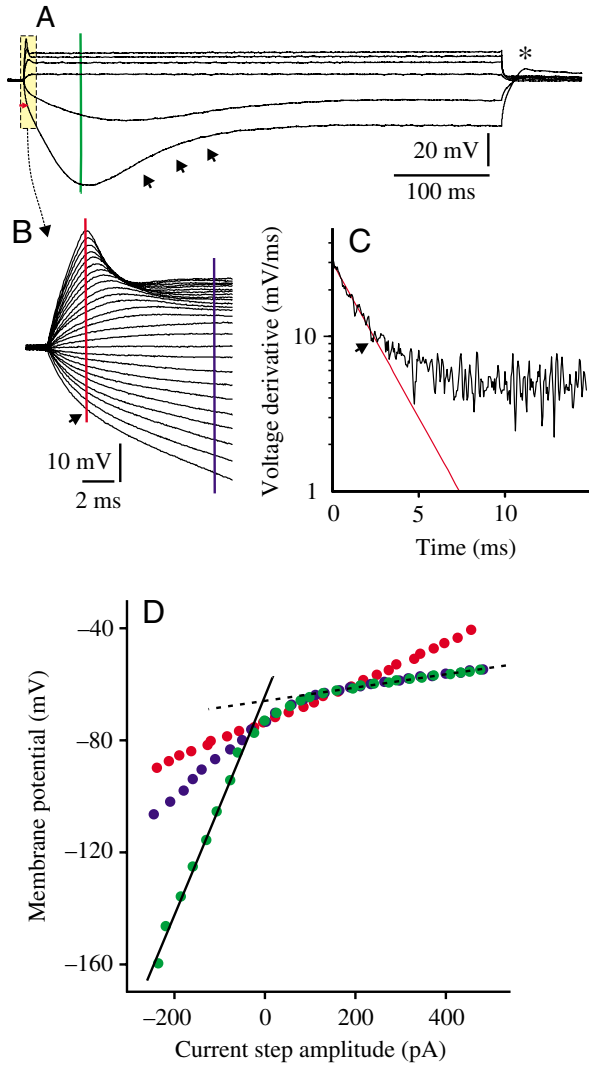 A
*
20 mV
100 ms
B
10 mV
2 ms
C
Voltage derivative (mV/ms)
10
1
0
5
10
Time (ms)
D
Membrane potential (mV)
−40
−80
−120
−160
−200
0
200
400
Current step amplitude (pA)